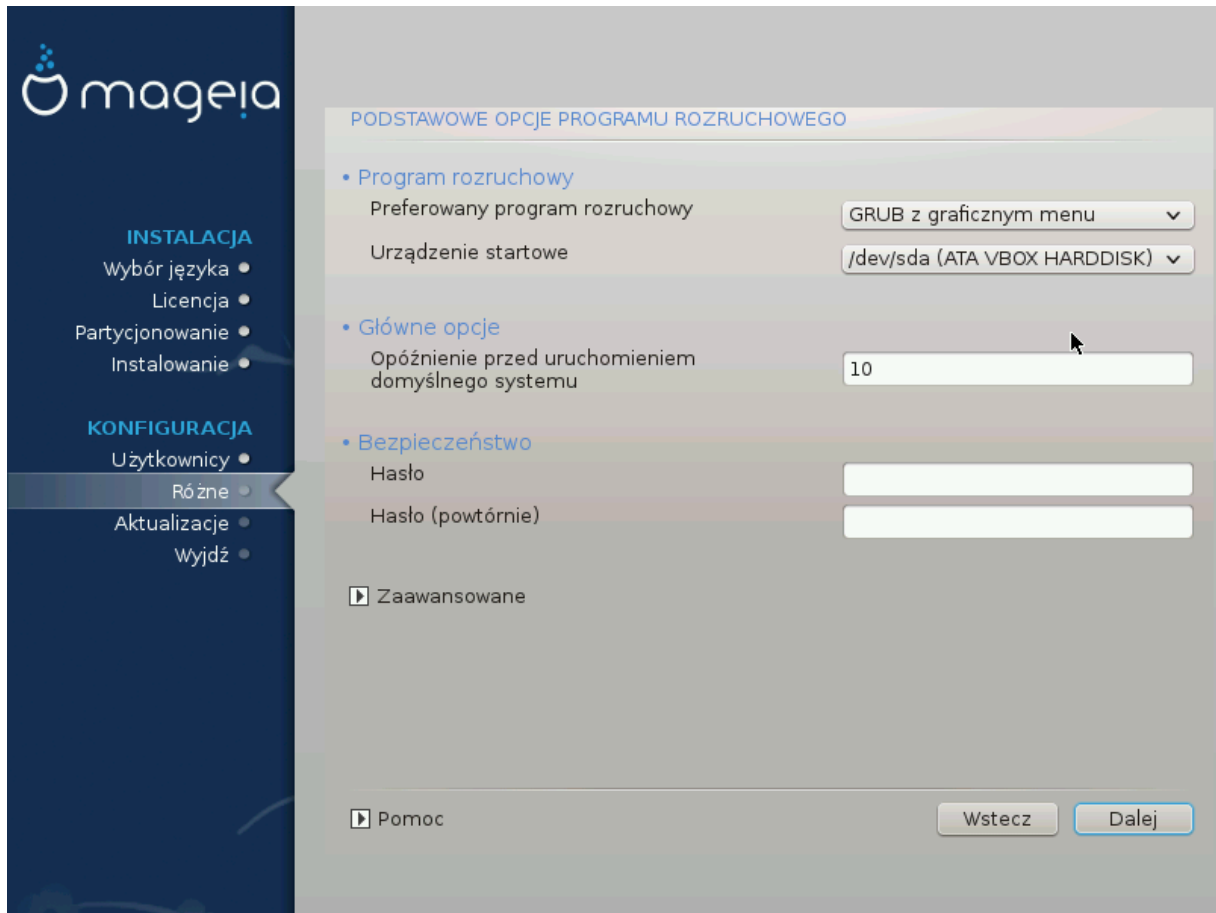 mageia
INSTALACJA
Wybór języka
Licencja
Partycjonowanie
Instalowanie
KONFIGURACJA
Użytkownicy
Różne
Aktualizacje
Wyjdź
PODSTAWOWE OPCJE PROGRAMU ROZRUCHOWEGO
• Program rozruchowy
Preferowany program rozruchowy
GRUB z graficznym menu
Urządzenie startowe
/dev/sda (ATA VBOX HARDDISK)
• Główne opcje
Opóźnienie przed uruchomieniem
domyślnego systemu
10
• Bezpieczeństwo
Hasło
Hasło (powtórnie)
Zaawansowane
Pomoc
Wstecz
Dalej